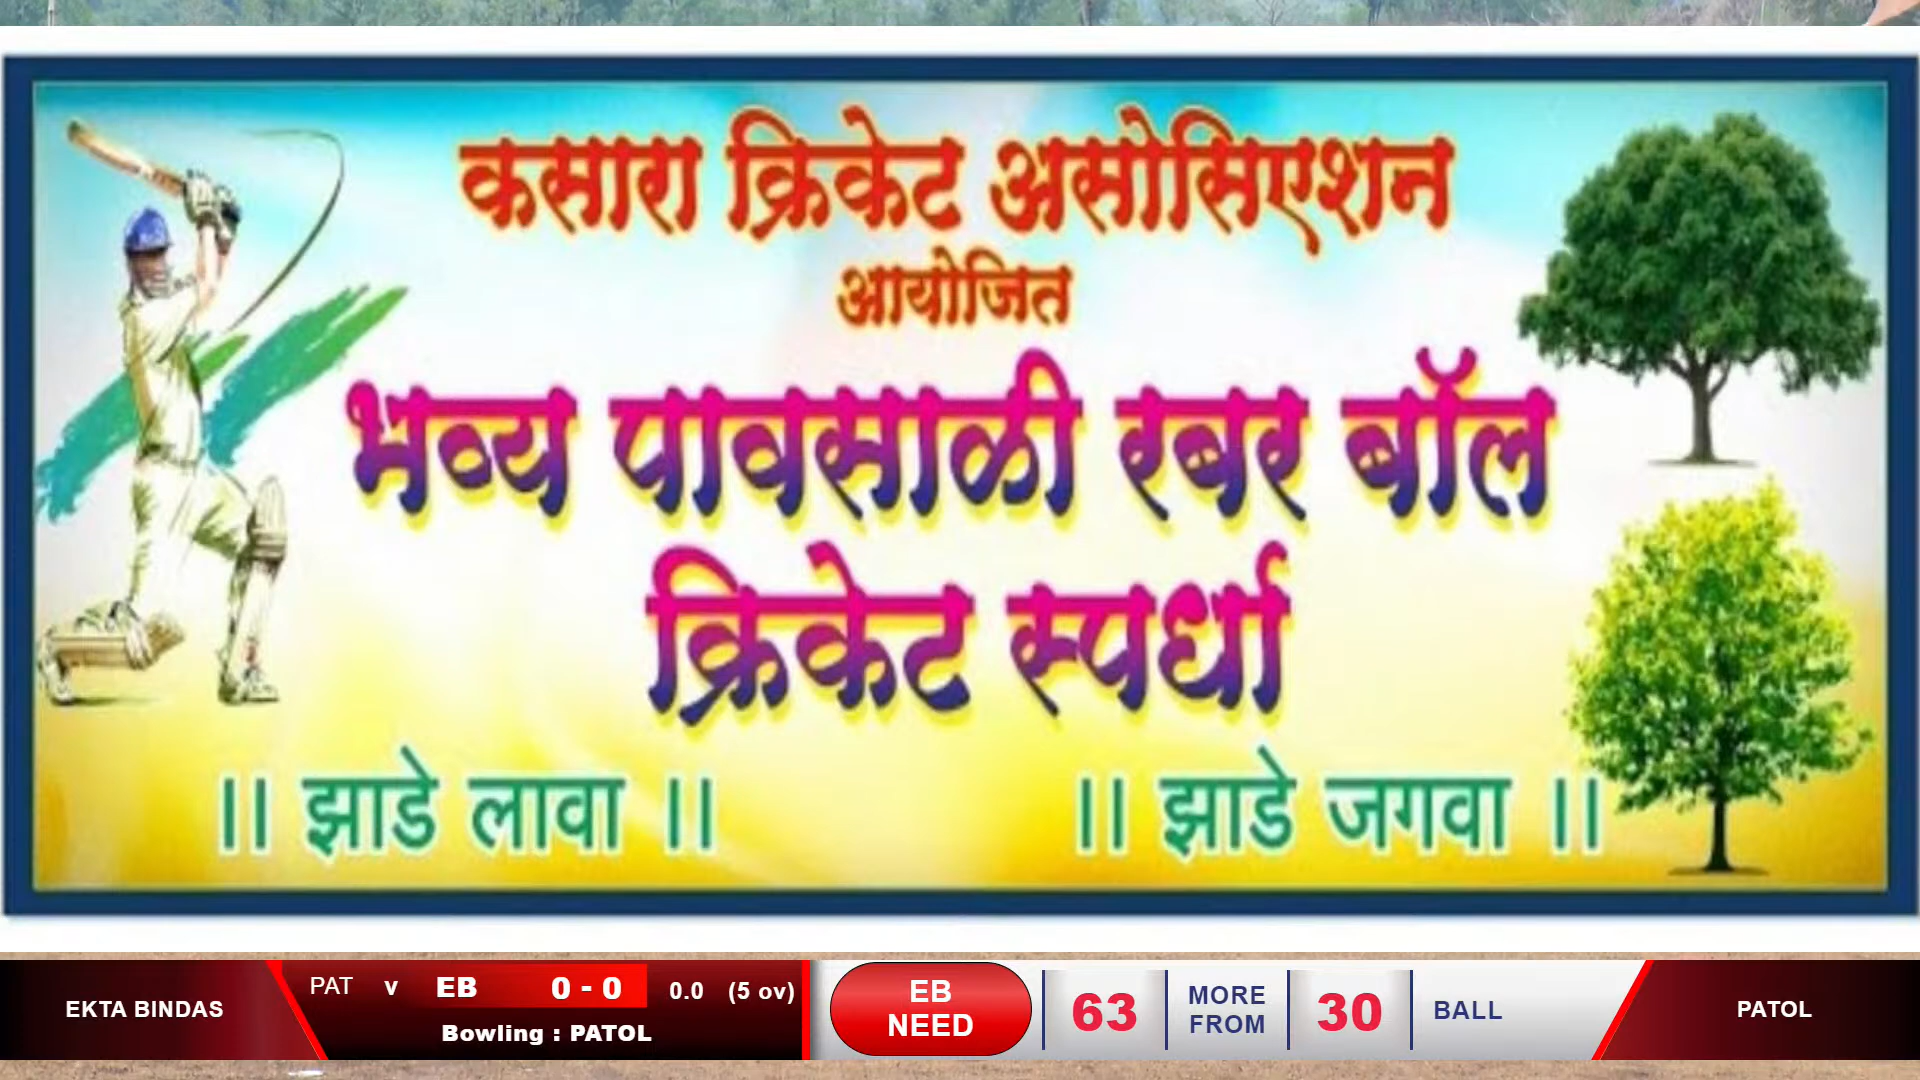 कसारा क्रिकेट असोसिएशन
आयोजित
भव्य पावसाळी रबर बॉल
क्रिकेट स्पर्धा
।। झाडे लावा ।। ।। झाडे जगवा ।।
EKTA BINDAS
PAT v EB 0 - 0 0.0 (5 ov)
Bowling : PATOL
EB NEED
63
MORE FROM
30
BALL
PATOL